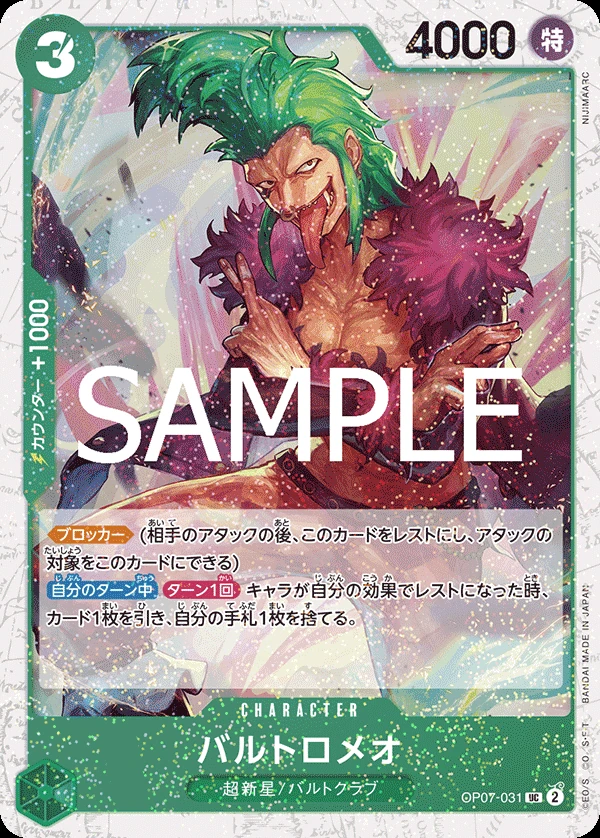 3
4000 特
NIJIMAARC
カウンター +1000
SAMPLE
ブロッカー (相手のアタックの後、このカードをレストにし、アタックの
対象をこのカードにできる)
自分のターン中 ターン1回 キャラが自分の効果でレストになった時、
カード1枚を引き、自分の手札1枚を捨てる。
CHARACTER
バルトロメオ
超新星/バルトクラブ
OP07-031 UC 2
©E.O./S. ©O./S.,S-F,T. BANDAI MADE IN JAPAN